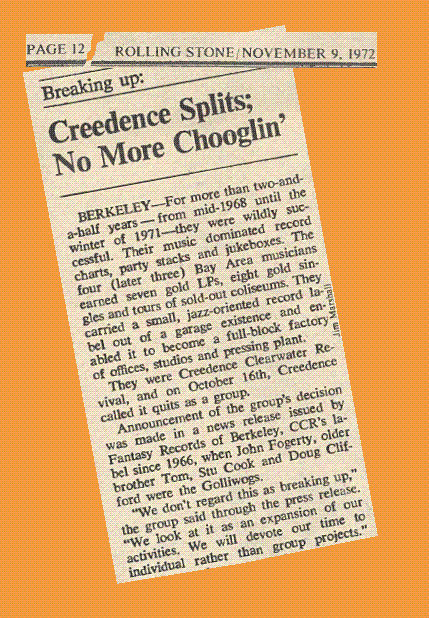 PAGE 12
ROLLING STONE/NOVEMBER 9, 1972
Breaking up:
Creedence Splits;
No More Chooglin'
BERKELEY—For more than two-and-
a-half years — from mid-1968 until the
winter of 1971—they were wildly suc-
cessful. Their music dominated record
charts, party stacks and jukeboxes. The
four (later three) Bay Area musicians
earned seven gold LPs, eight gold sin-
gles and tours of sold-out coliseums. They
carried a small, jazz-oriented record la-
bel out of a garage existence and en-
abled it to become a full-block factory
of offices, studios and pressing plant.
They were Creedence Clearwater Re-
vival, and on October 16th, Creedence
called it quits as a group.
Announcement of the group's decision
was made in a news release issued by
Fantasy Records of Berkeley, CCR's la-
bel since 1966, when John Fogerty, older
brother Tom, Stu Cook and Doug Clif-
ford were the Golliwogs.
"We don't regard this as breaking up,"
the group said through the press release.
"We look at it as an expansion of our
activities. We will devote our time to
individual rather than group projects."
Jim Marshall